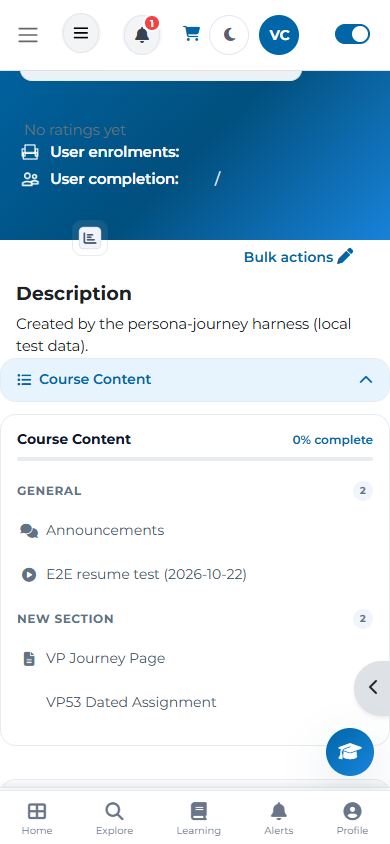 1
VC
No ratings yet
User enrolments:
User completion: /
Bulk actions
Description
Created by the persona-journey harness (local
test data).
Course Content
Course Content 0% complete
GENERAL 2
Announcements
E2E resume test (2026-10-22)
NEW SECTION 2
VP Journey Page
VP53 Dated Assignment
Home Explore Learning Alerts Profile